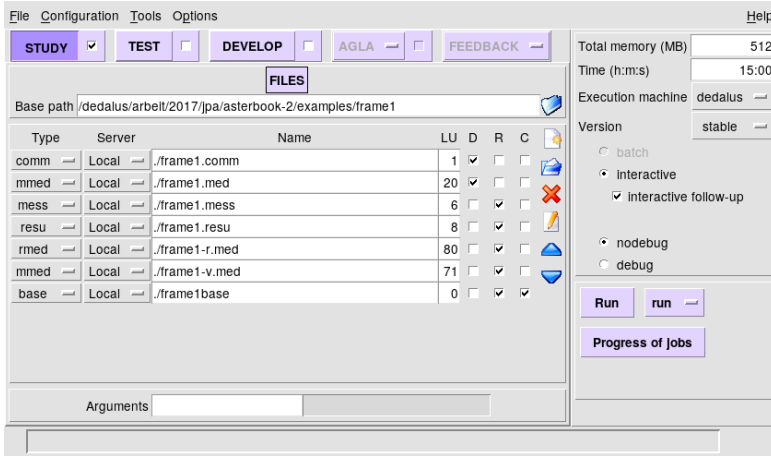 File Configuration Tools Options Help
STUDY TEST DEVELOP AGLA FEEDBACK
FILES
Base path /dedalus/arbeit/2017/jpa/asterbook-2/examples/frame1
Type Server Name LU D R C
comm Local ./frame1.comm 1
mmed Local ./frame1.med 20
mess Local ./frame1.mess 6
resu Local ./frame1.resu 8
rmed Local ./frame1-r.med 80
mmed Local ./frame1-v.med 71
base Local ./frame1base 0
Arguments
Total memory (MB) 512
Time (h:m:s) 15:00
Execution machine dedalus
Version stable
batch
interactive
interactive follow-up
nodebug
debug
Run run
Progress of jobs